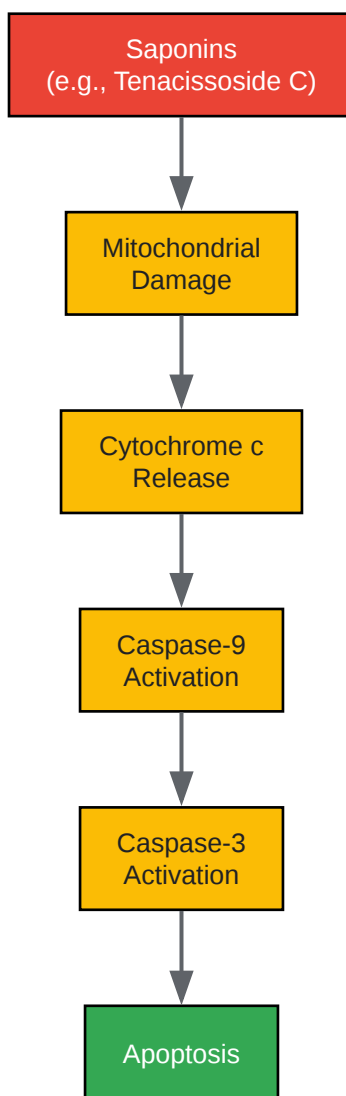 Saponins
(e.g., Tenacissoside C)
Mitochondrial
Damage
Cytochrome c
Release
Caspase-9
Activation
Caspase-3
Activation
Apoptosis